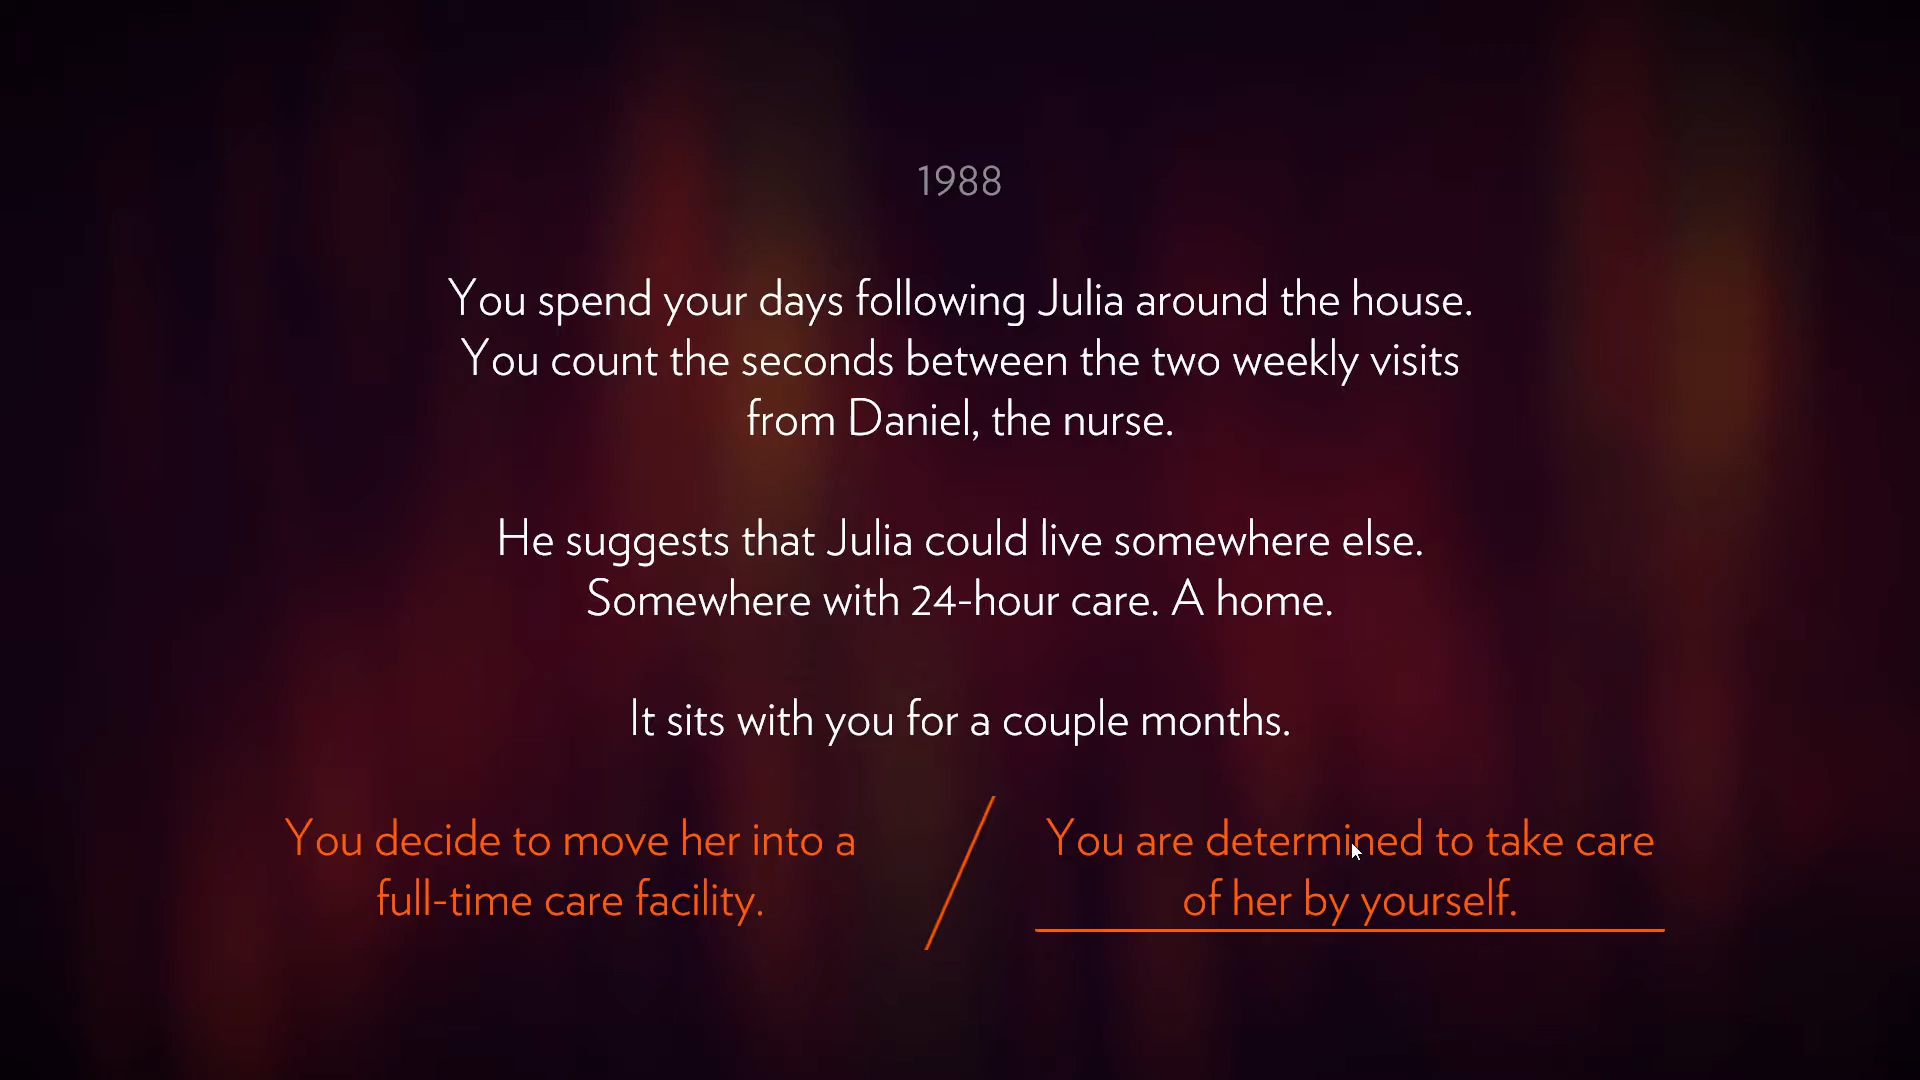 1988
You spend your days following Julia around the house.
You count the seconds between the two weekly visits
from Daniel, the nurse.
He suggests that Julia could live somewhere else.
Somewhere with 24-hour care. A home.
It sits with you for a couple months.
You decide to move her into a
full-time care facility.
You are determined to take care
of her by yourself.